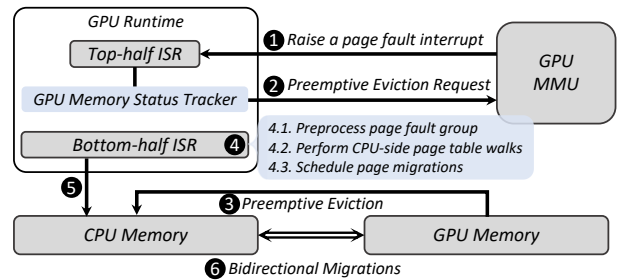 GPU Runtime
Top-half ISR
❶ Raise a page fault interrupt
GPU
MMU
GPU Memory Status Tracker
❷ Preemptive Eviction Request
Bottom-half ISR ❹
4.1. Preprocess page fault group
4.2. Perform CPU-side page table walks
4.3. Schedule page migrations
❺
❸ Preemptive Eviction
CPU Memory
GPU Memory
❻ Bidirectional Migrations